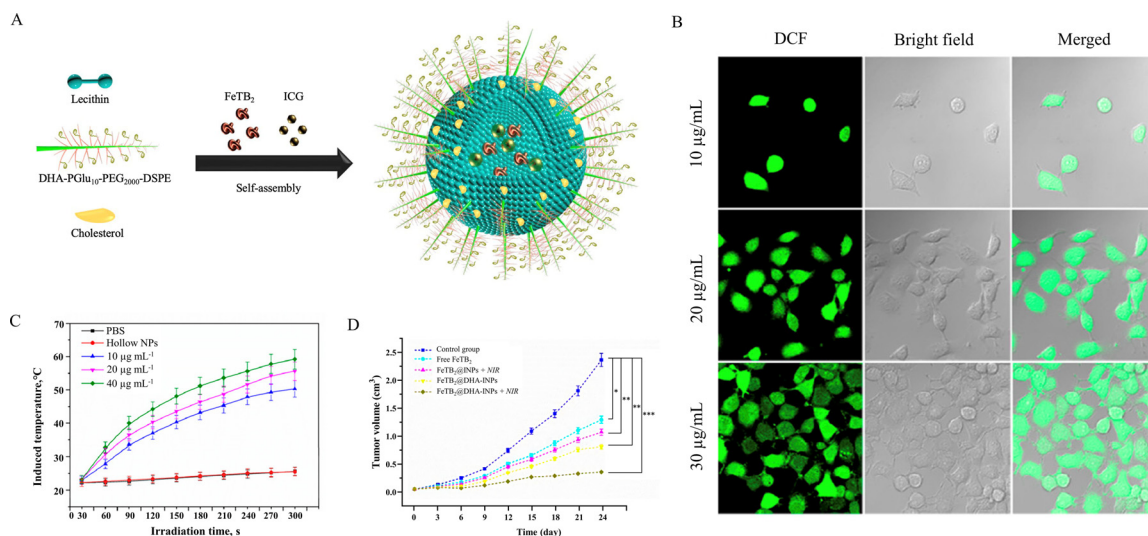 A
Lecithin
DHA-PGlu10-PEG2000-DSPE
Cholesterol
FeTB2
ICG
Self-assembly
B
DCF
Bright field
Merged
10 µg/mL
20 µg/mL
30 µg/mL
C
PBS
Hollow NPs
10 µg mL-1
20 µg mL-1
40 µg mL-1
Induced temperature,°C
70
60
50
40
30
20
0 30 60 90 120 150 180 210 240 270 300
Irradiation time, s
D
Control group
Free FeTB2
FeTB2@INPs + NIR
FeTB2@DHA-INPs
FeTB2@DHA-INPs + NIR
* ** ** ***
Tumor volume (cm3)
2.5
2.0
1.5
1.0
0.5
0.0
0 3 6 9 12 15 18 21 24
Time (day)